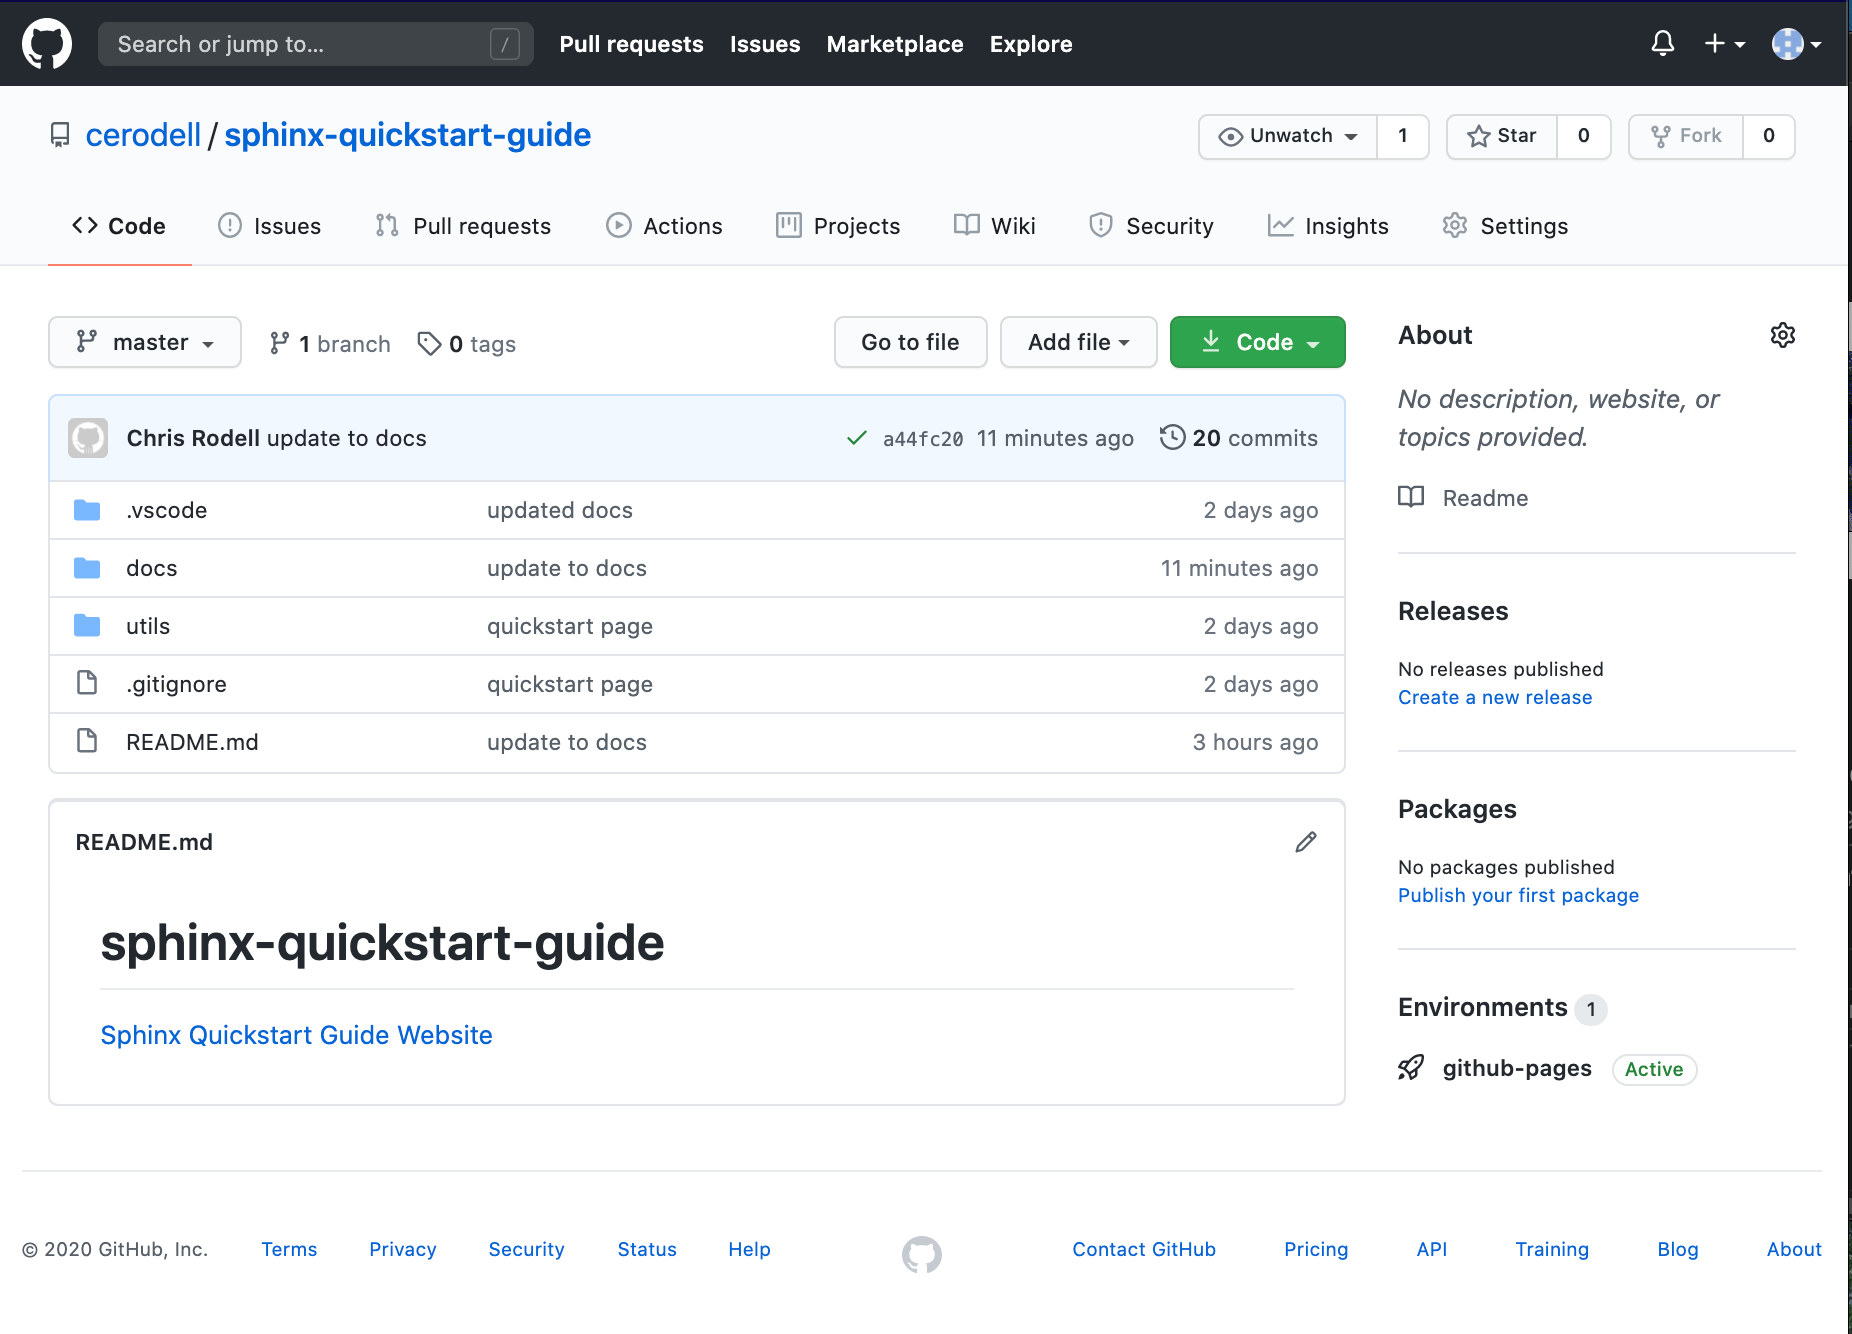 Search or jump to... / Pull requests Issues Marketplace Explore
cerodell / sphinx-quickstart-guide Unwatch 1 Star 0 Fork 0
Code Issues Pull requests Actions Projects Wiki Security Insights Settings
master 1 branch 0 tags Go to file Add file Code
Chris Rodell update to docs a44fc20 11 minutes ago 20 commits
.vscode updated docs 2 days ago
docs update to docs 11 minutes ago
utils quickstart page 2 days ago
.gitignore quickstart page 2 days ago
README.md update to docs 3 hours ago
README.md
sphinx-quickstart-guide
Sphinx Quickstart Guide Website
About
No description, website, or
topics provided.
Readme
Releases
No releases published
Create a new release
Packages
No packages published
Publish your first package
Environments 1
github-pages Active
© 2020 GitHub, Inc. Terms Privacy Security Status Help Contact GitHub Pricing API Training Blog About